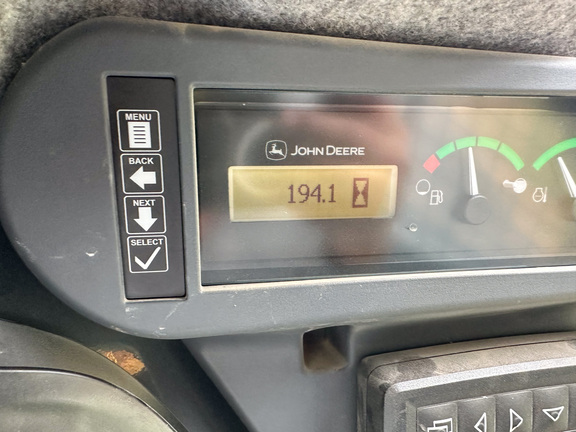 MENU
BACK
NEXT
SELECT
JOHN DEERE
194.1